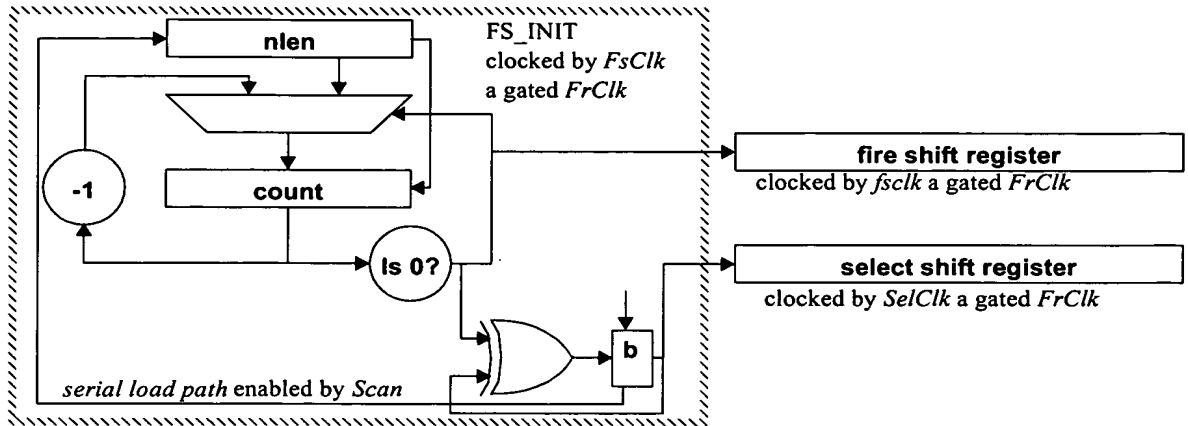 nlen
FS_INIT
clocked by FsClk
a gated FrClk
-1
count
Is 0?
fire shift register
clocked by fsclk a gated FrClk
select shift register
clocked by SelClk a gated FrClk
b
serial load path enabled by Scan